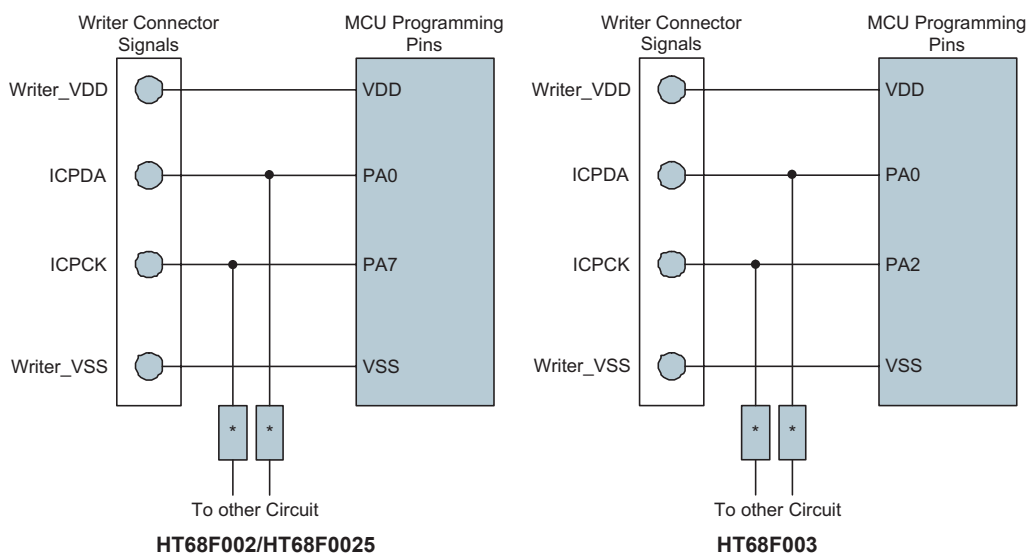 Writer Connector
Signals
MCU Programming
Pins
Writer_VDD
VDD
ICPDA
PA0
ICPCK
PA7
Writer_VSS
VSS
*
*
To other Circuit
HT68F002/HT68F0025
Writer Connector
Signals
MCU Programming
Pins
Writer_VDD
VDD
ICPDA
PA0
ICPCK
PA2
Writer_VSS
VSS
*
*
To other Circuit
HT68F003